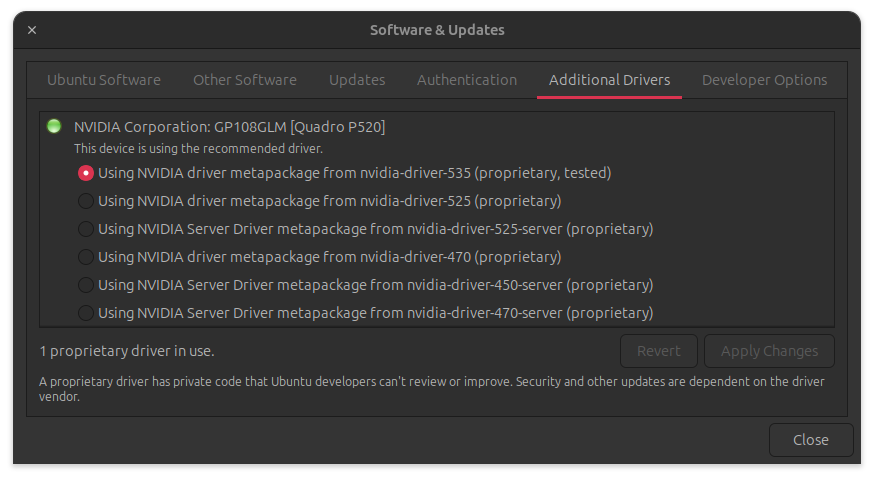 Software & Updates
Ubuntu Software
Other Software
Updates
Authentication
Additional Drivers
Developer Options
NVIDIA Corporation: GP108GLM [Quadro P520]
This device is using the recommended driver.
Using NVIDIA driver metapackage from nvidia-driver-535 (proprietary, tested)
Using NVIDIA driver metapackage from nvidia-driver-525 (proprietary)
Using NVIDIA Server Driver metapackage from nvidia-driver-525-server (proprietary)
Using NVIDIA driver metapackage from nvidia-driver-470 (proprietary)
Using NVIDIA Server Driver metapackage from nvidia-driver-450-server (proprietary)
Using NVIDIA Server Driver metapackage from nvidia-driver-470-server (proprietary)
1 proprietary driver in use.
Revert
Apply Changes
A proprietary driver has private code that Ubuntu developers can't review or improve. Security and other updates are dependent on the driver
vendor.
Close